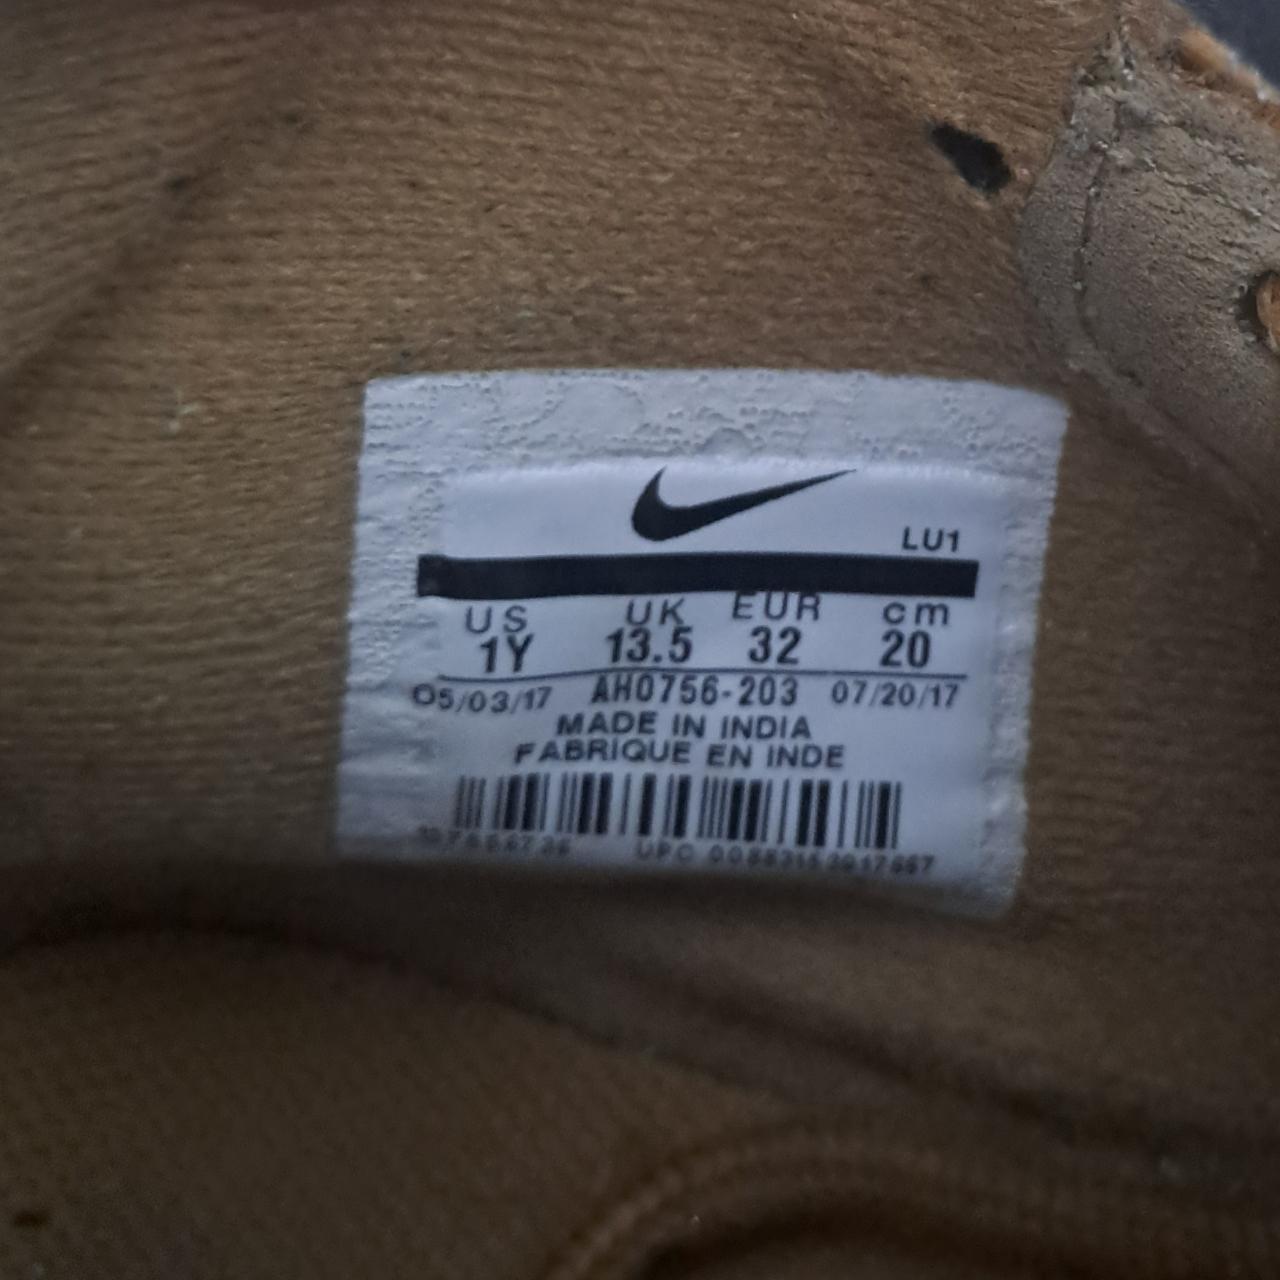 LU1
US UK EUR cm
1Y 13.5 32 20
05/03/17 AH0756-203 07/20/17
MADE IN INDIA
FABRIQUE EN INDE
UPC